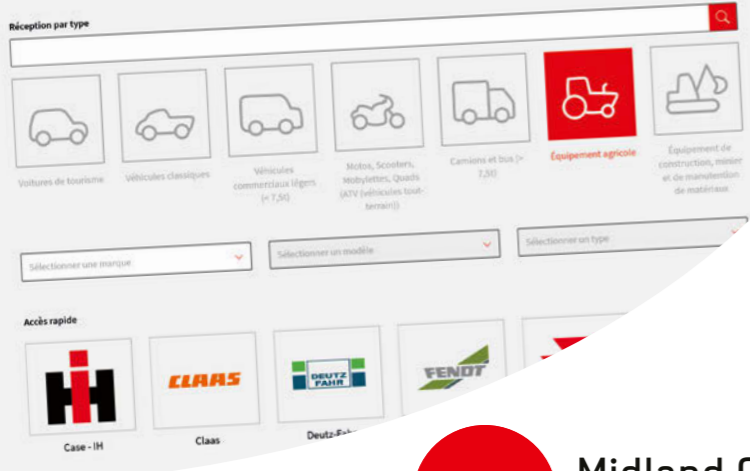 Réception par type
Voitures de tourisme
Véhicules classiques
Véhicules
commerciaux légers
(< 7,5t)
Motos, Scooters,
Mobylettes, Quads
(ATV (véhicules tout-
terrain))
Camions et bus (>
7,5t)
Équipement agricole
Équipement de
construction, minier
et de manutention
de matériaux
Sélectionner une marque
Sélectionner un modèle
Sélectionner un type
Accès rapide
CLAAS
DEUTZ
FAHR
FENDT
Case - IH
Claas
Midland